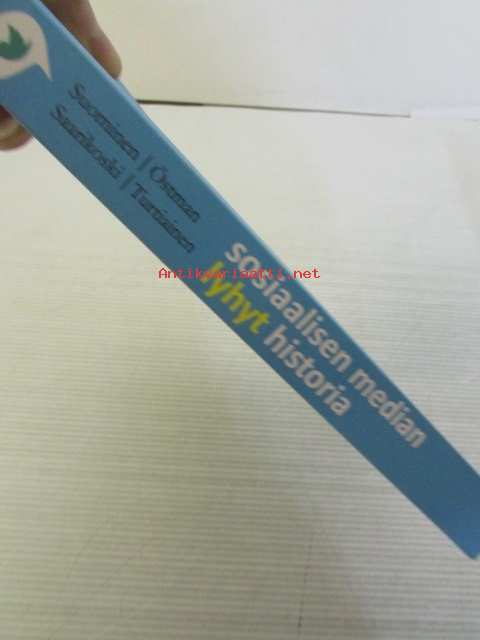 Suominen | Östman
Saarikoski | Turtiainen
sosiaalisen median
lyhyt historia
Antikvariaatti.net